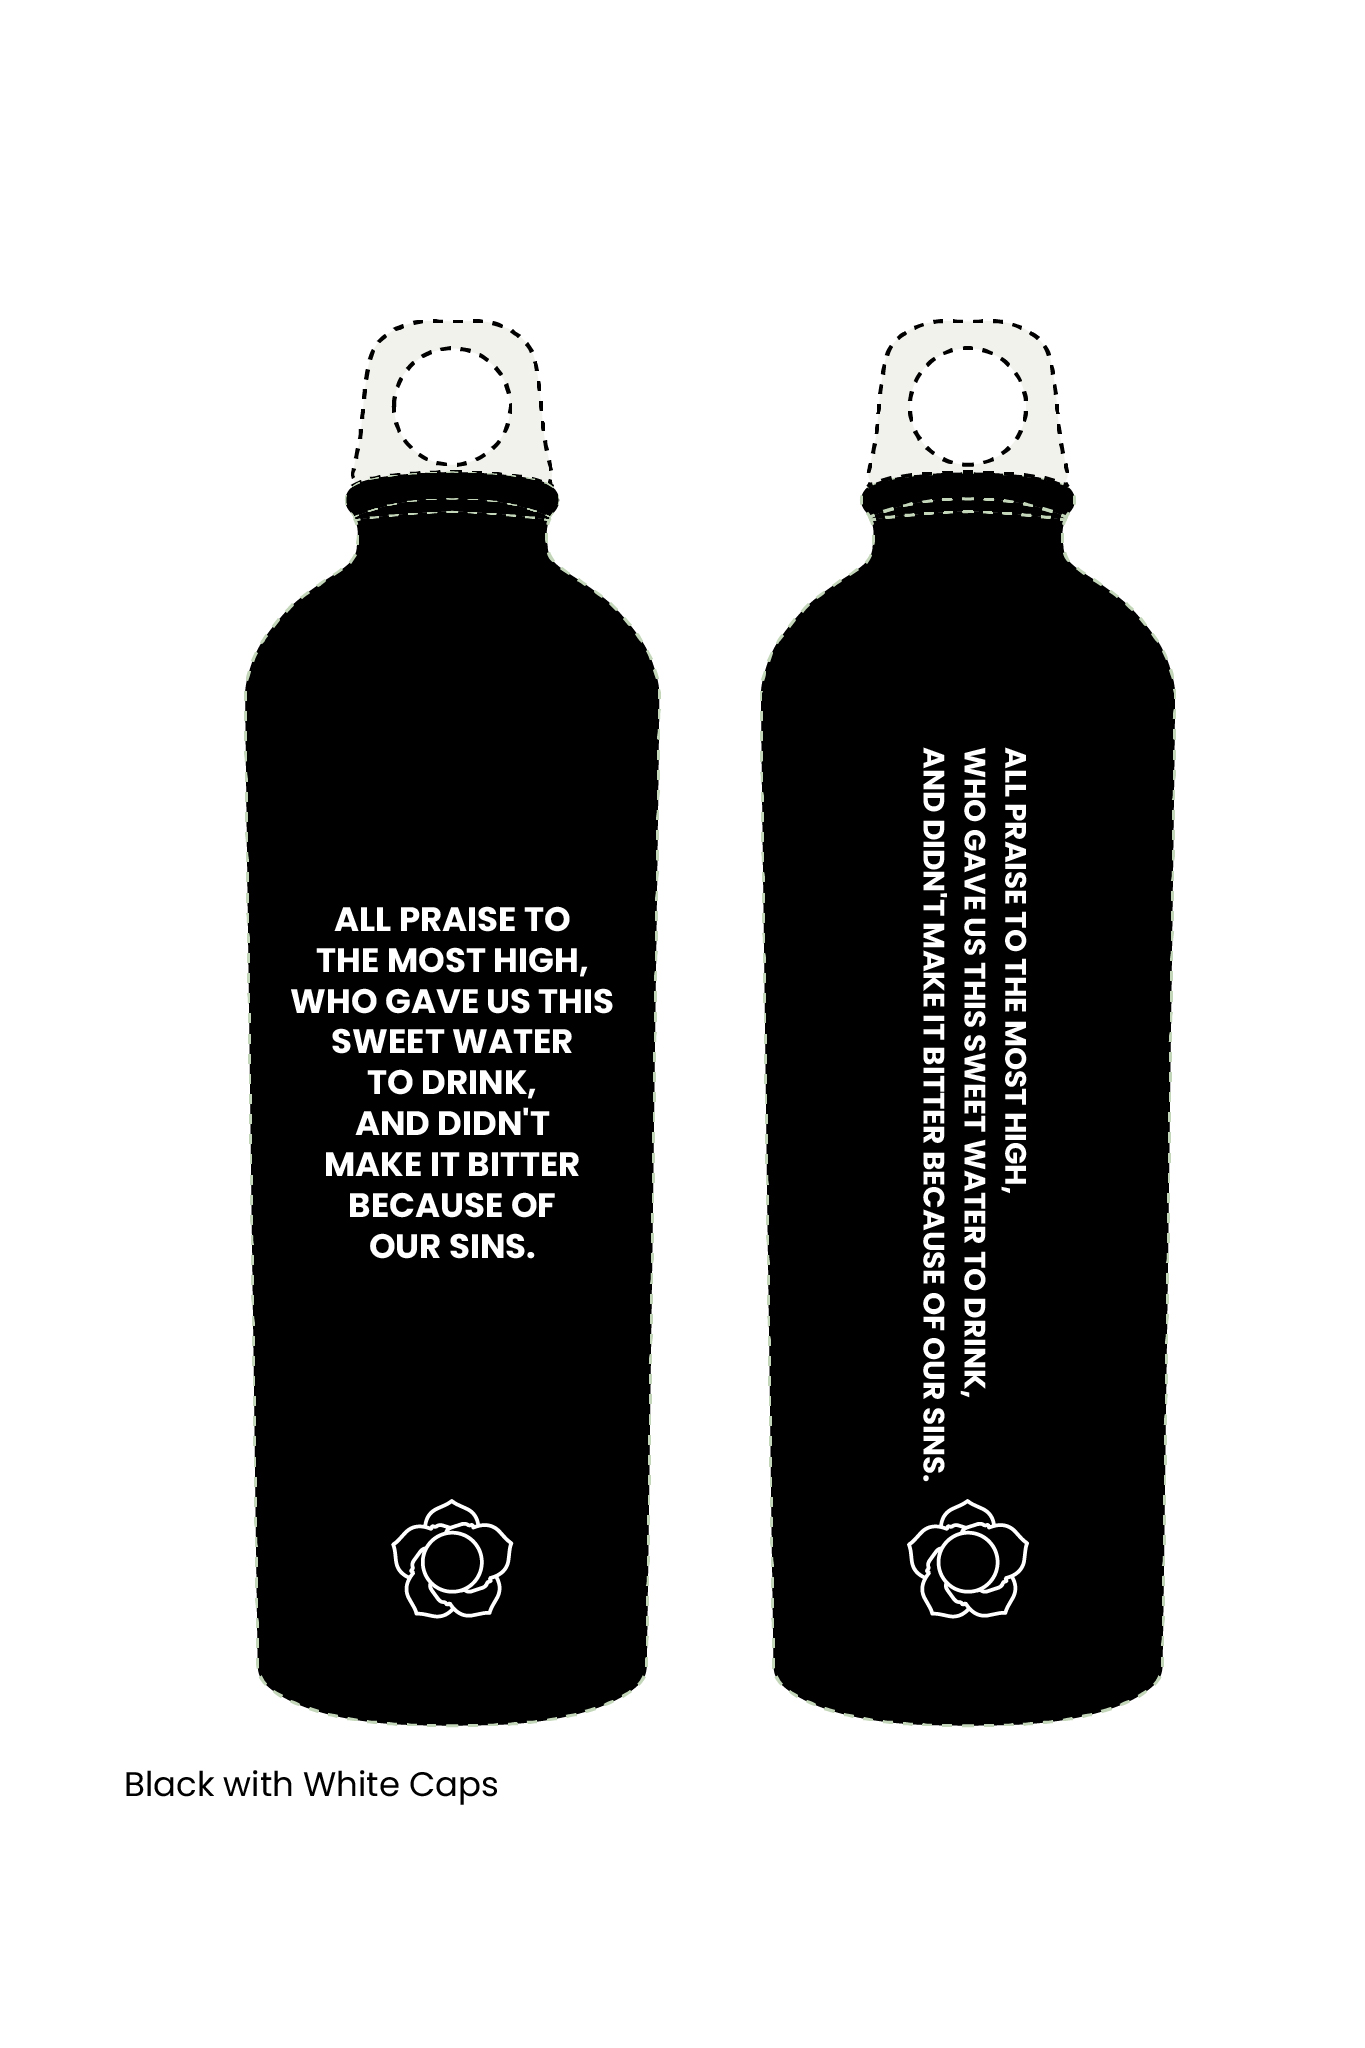 ALL PRAISE TO
THE MOST HIGH,
WHO GAVE US THIS
SWEET WATER
TO DRINK,
AND DIDN'T
MAKE IT BITTER
BECAUSE OF
OUR SINS.
ALL PRAISE TO THE MOST HIGH,
WHO GAVE US THIS SWEET WATER TO DRINK,
AND DIDN'T MAKE IT BITTER BECAUSE OF OUR SINS.
Black with White Caps